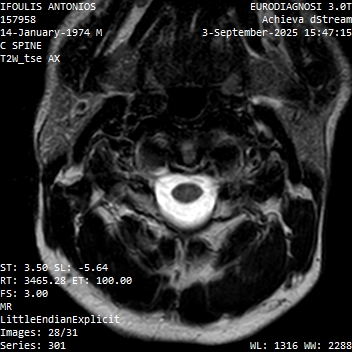 IFOULIS ANTONIOS
EURODIAGNOSI 3.0T
157958
Achieva dStream
14-January-1974 M
3-September-2025 15:47:15
C SPINE
T2W_tse AX
ST: 3.50 SL: -5.64
RT: 3465.28 ET: 100.00
FS: 3.00
MR
LittleEndianExplicit
Images: 28/31
Series: 301
WL: 1316 WW: 2288